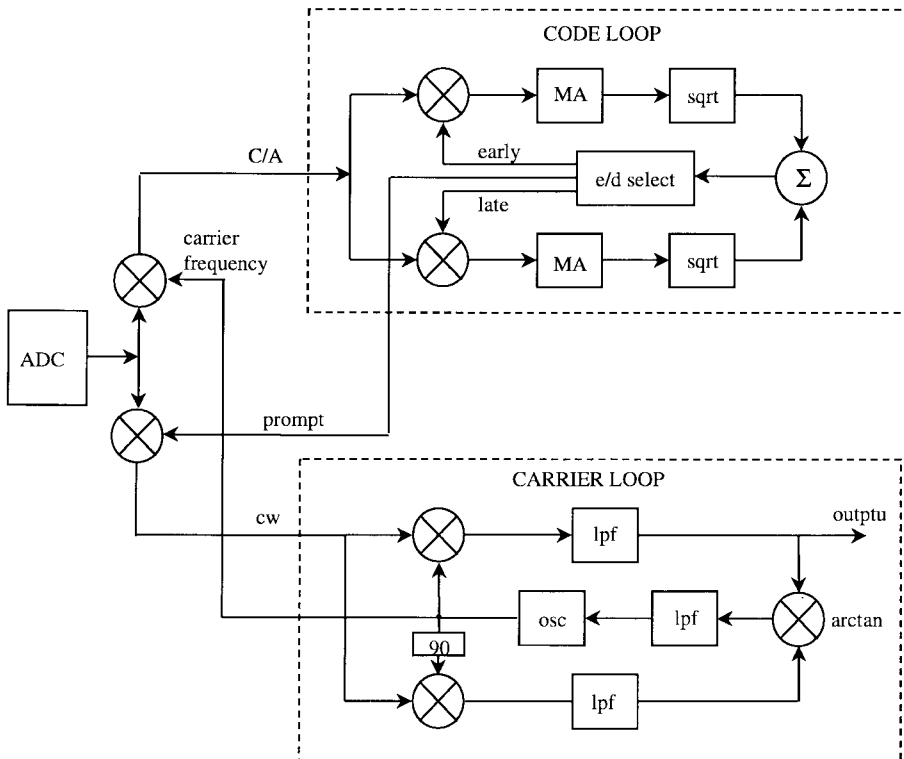 CODE LOOP
MA
sqrt
C/A
early
e/d select
Σ
late
carrier
frequency
MA
sqrt
ADC
prompt
CARRIER LOOP
cw
lpf
outptu
osc
lpf
arctan
90
lpf